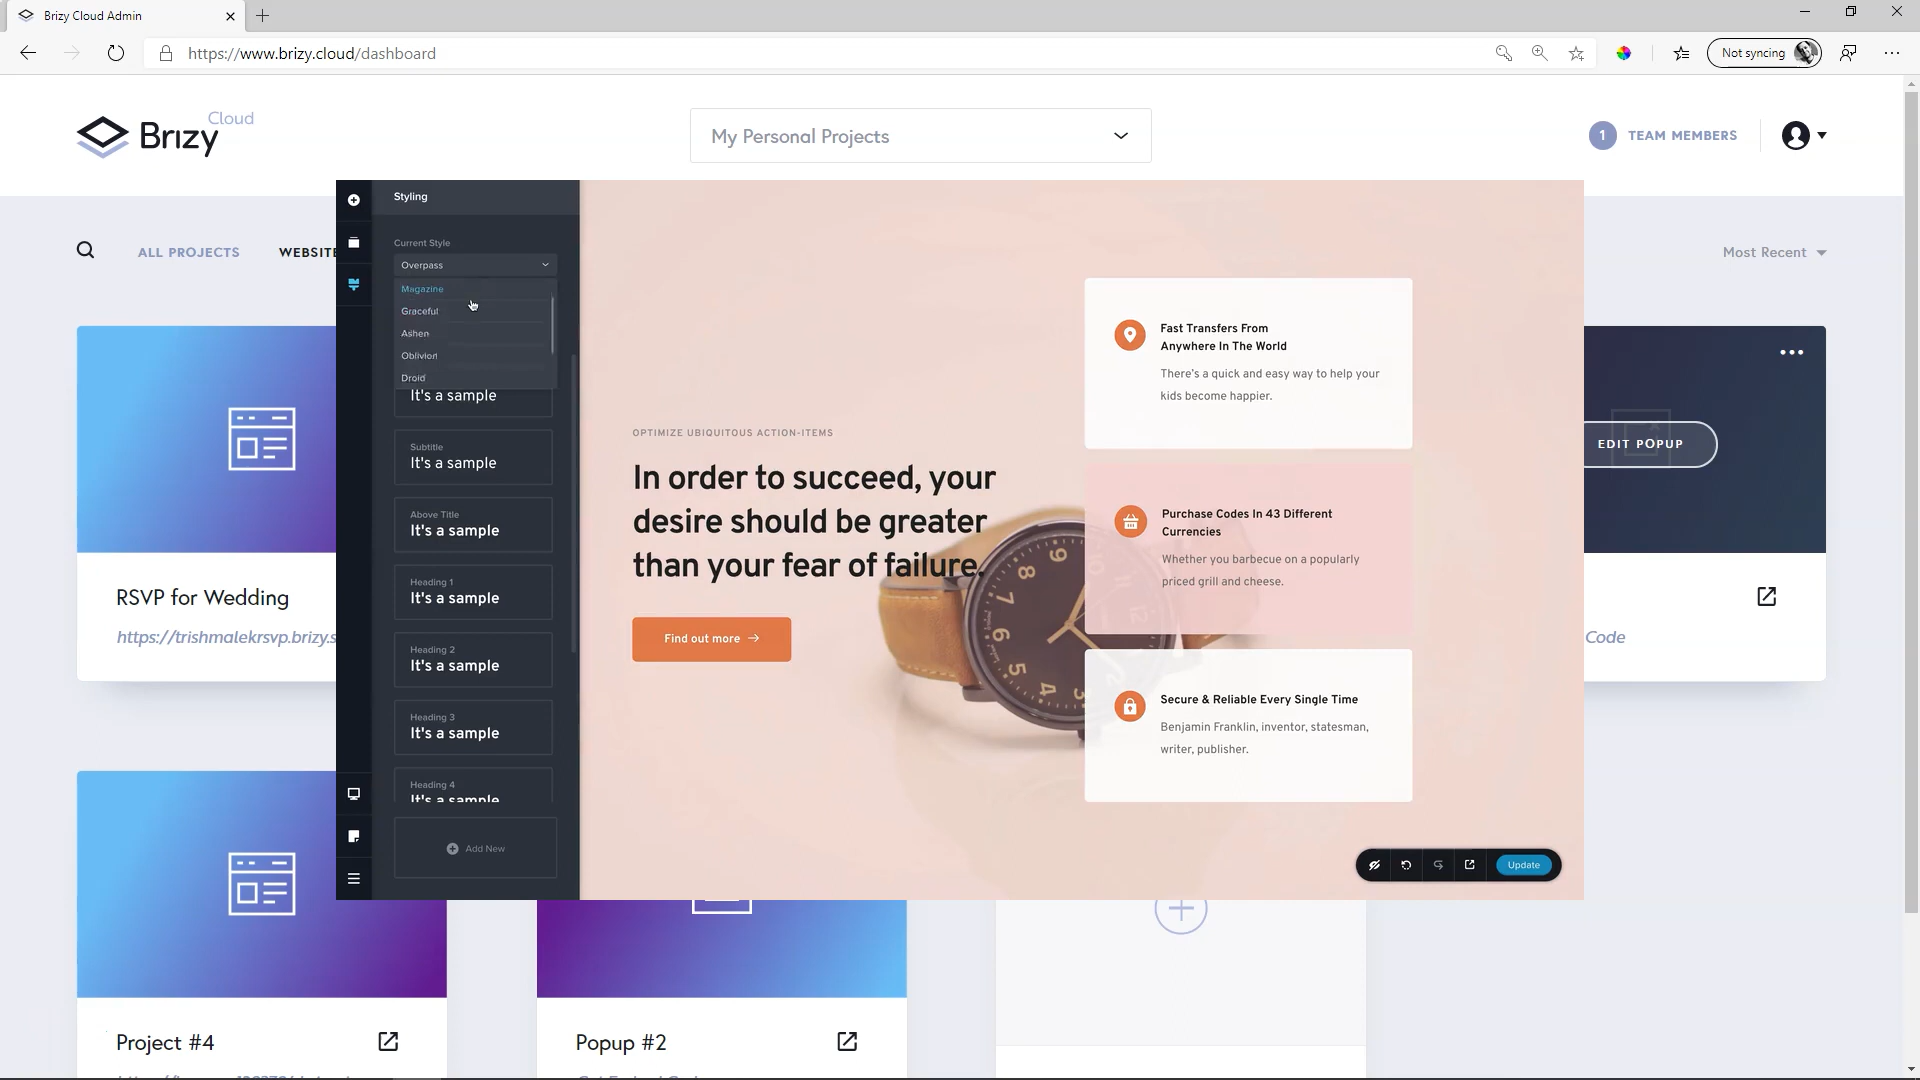 Brizy Cloud Admin
https://www.brizy.cloud/dashboard
Not syncing
Brizy Cloud
My Personal Projects
1 TEAM MEMBERS
ALL PROJECTS
WEBSITE
Most Recent
Styling
Current Style
Overpass
Magazine
Graceful
Ashen
Oblivion
Droid
It's a sample
Subtitle
It's a sample
Above Title
It's a sample
Heading 1
It's a sample
Heading 2
It's a sample
Heading 3
It's a sample
Heading 4
It's a sample
Add New
OPTIMIZE UBIQUITOUS ACTION-ITEMS
In order to succeed, your
desire should be greater
than your fear of failure.
Find out more
Fast Transfers From
Anywhere In The World
There's a quick and easy way to help your
kids become happier.
Purchase Codes In 43 Different
Currencies
Whether you barbecue on a popularly
priced grill and cheese.
Secure & Reliable Every Single Time
Benjamin Franklin, inventor, statesman,
writer, publisher.
Update
EDIT POPUP
RSVP for Wedding
https://trishmalekrsvp.brizy.s
Code
Project #4
Popup #2